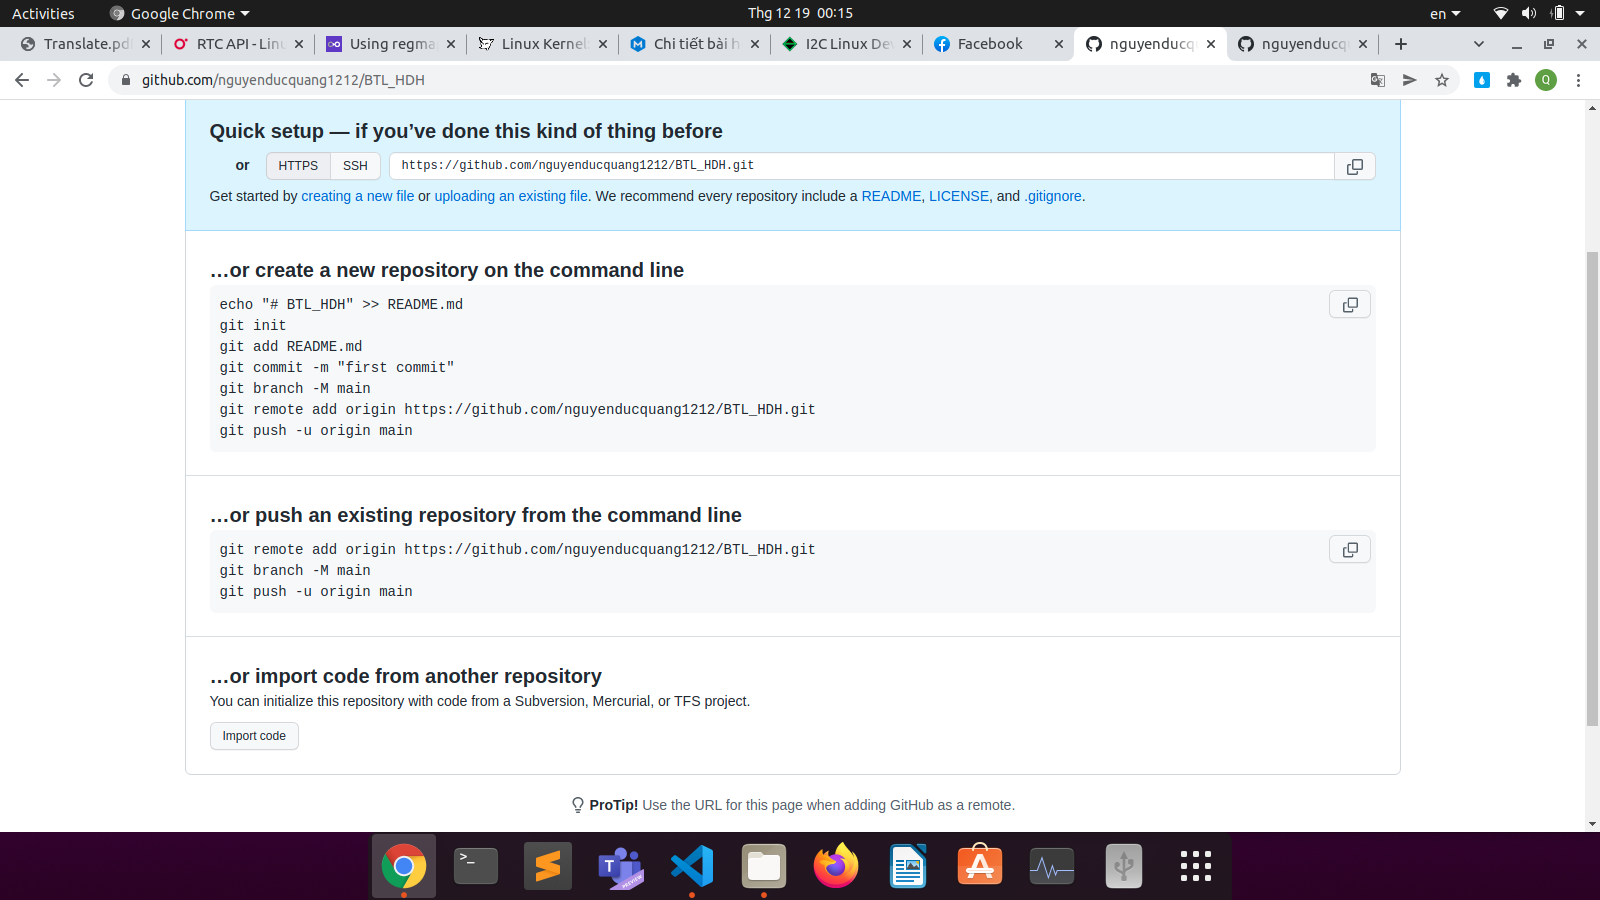 Activities Google Chrome Thg 12 19 00:15 en
Translate.pd RTC API - Linu Using regma Linux Kernel Chi tiết bài h I2C Linux De Facebook nguyenducq nguyenducq
github.com/nguyenducquang1212/BTL_HDH Q
Quick setup — if you’ve done this kind of thing before
or HTTPS SSH https://github.com/nguyenducquang1212/BTL_HDH.git
Get started by creating a new file or uploading an existing file. We recommend every repository include a README, LICENSE, and .gitignore.
…or create a new repository on the command line
echo "# BTL_HDH" >> README.md
git init
git add README.md
git commit -m "first commit"
git branch -M main
git remote add origin https://github.com/nguyenducquang1212/BTL_HDH.git
git push -u origin main
…or push an existing repository from the command line
git remote add origin https://github.com/nguyenducquang1212/BTL_HDH.git
git branch -M main
git push -u origin main
…or import code from another repository
You can initialize this repository with code from a Subversion, Mercurial, or TFS project.
Import code
ProTip! Use the URL for this page when adding GitHub as a remote.